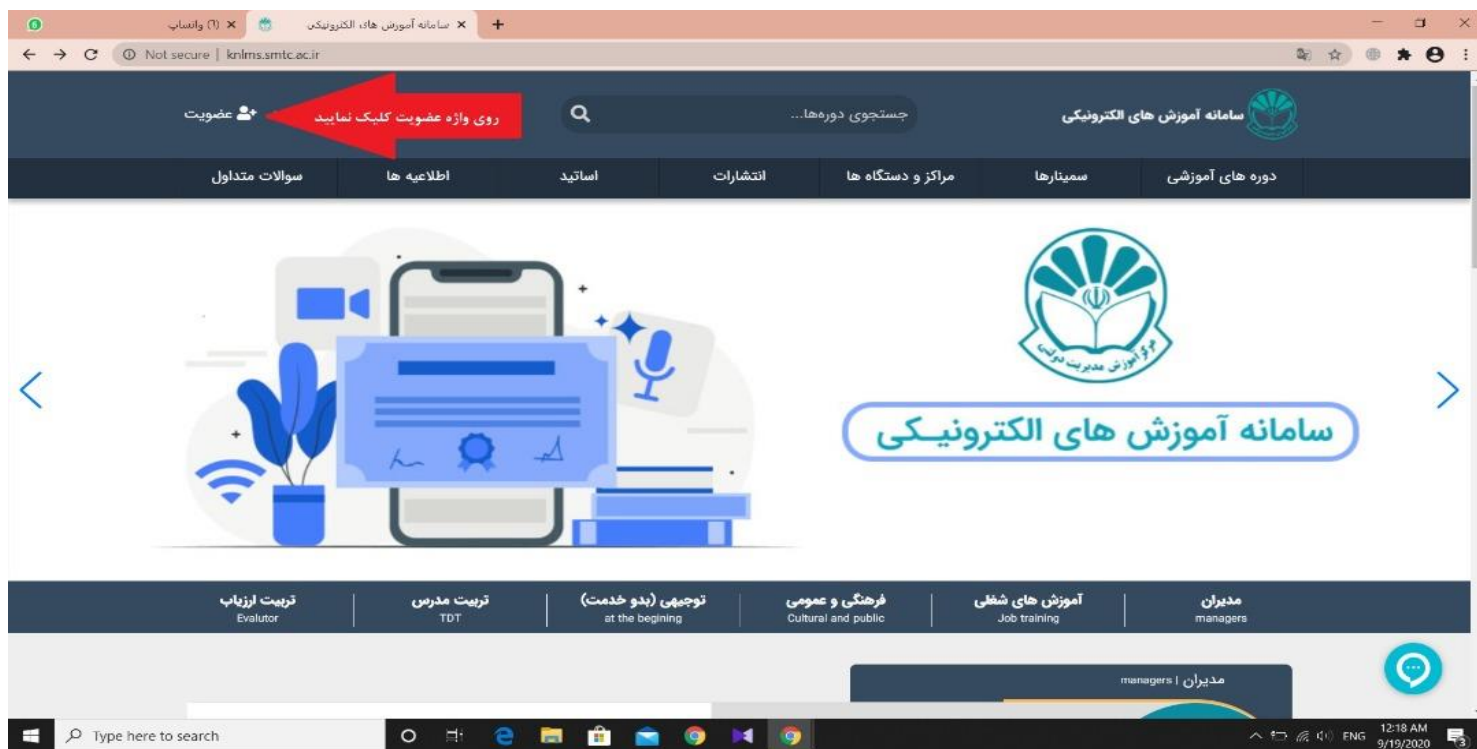 (۱) واتساپ
سامانه آموزش های الکترونیکی
Not secure | knlms.smtc.ac.ir
سامانه آموزش های الکترونیکی
جستجوی دوره‌ها...
روی واژه عضویت کلیک نمایید
عضویت
دوره های آموزشی
سمینارها
مراکز و دستگاه ها
انتشارات
اساتید
اطلاعیه ها
سوالات متداول
مرکز آموزش مدیریت دولتی
سامانه آموزش های الکترونیـکی
مدیران
managers
آموزش های شغلی
Job training
فرهنگی و عمومی
Cultural and public
توجیهی (بدو خدمت)
at the begining
تربیت مدرس
TDT
تربیت ارزیاب
Evalutor
مدیران | managers
Type here to search
ENG
12:18 AM
9/19/2020